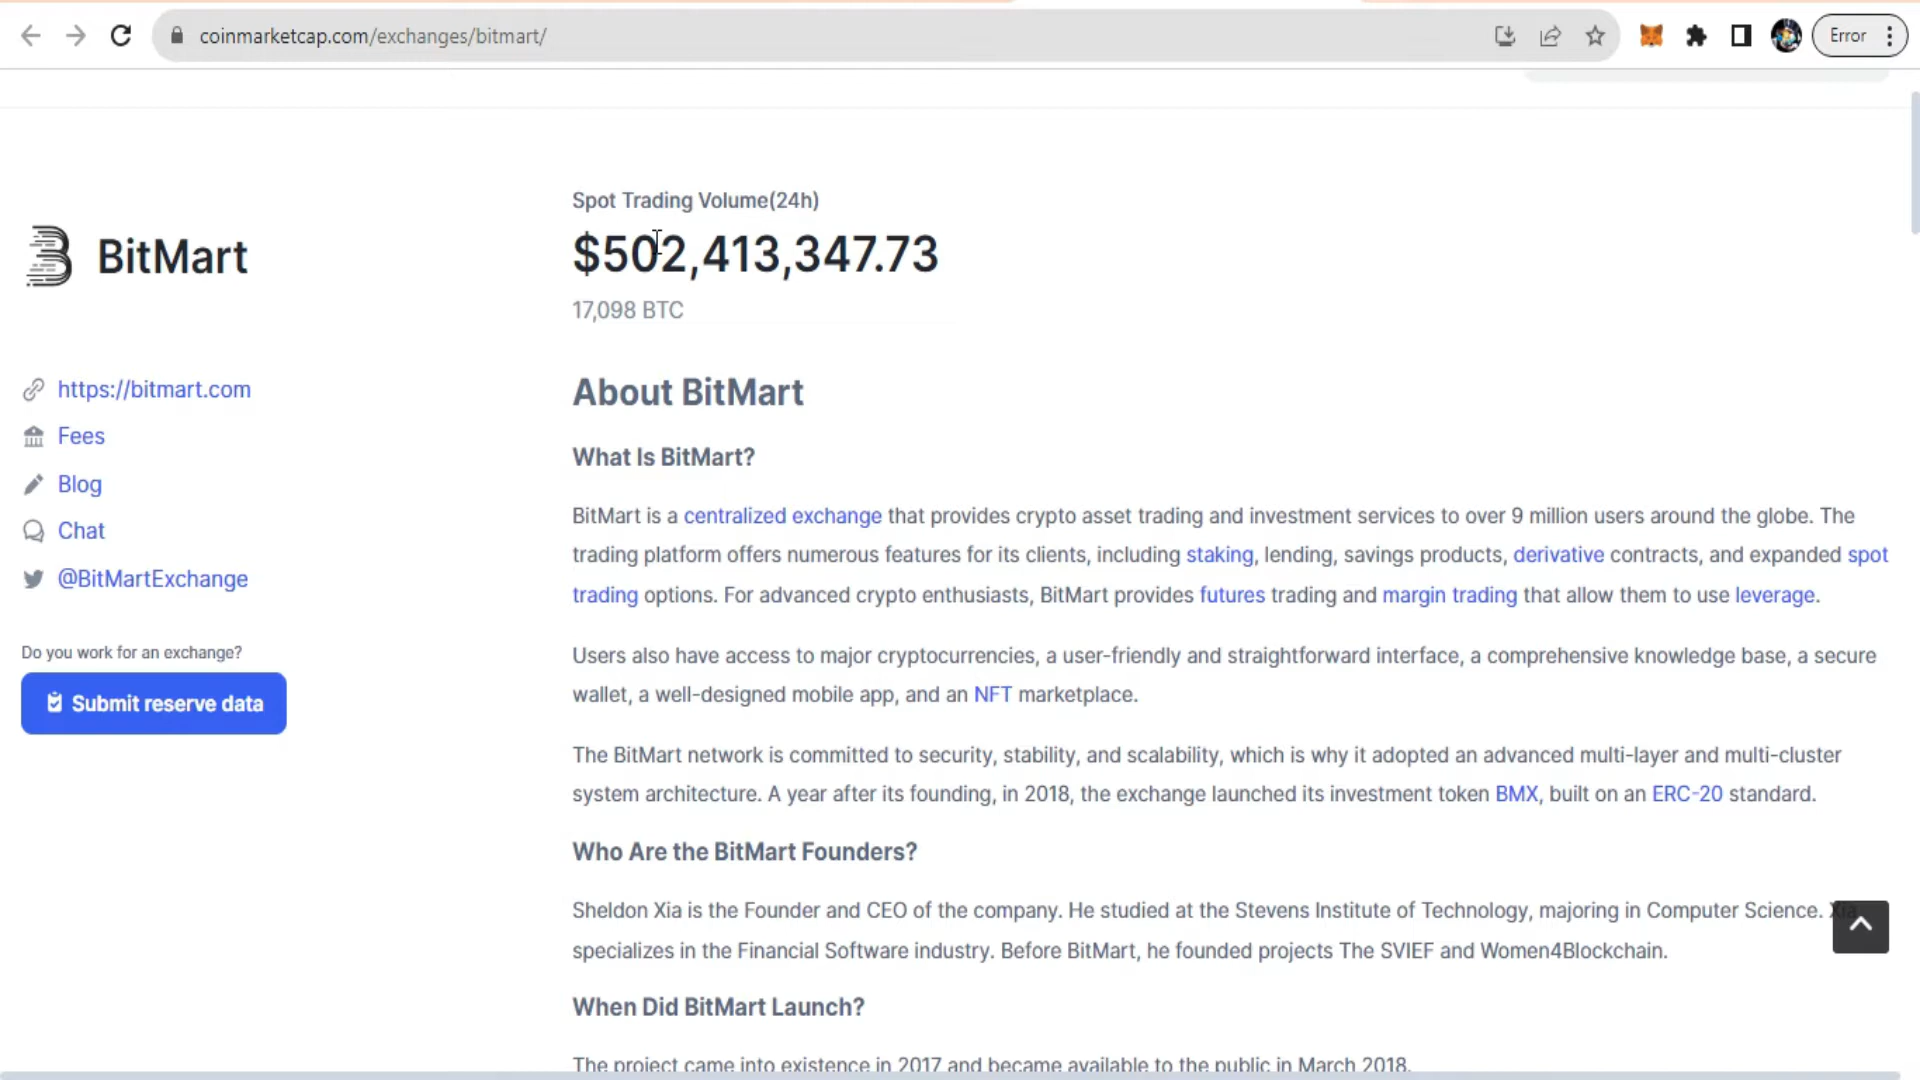 coinmarketcap.com/exchanges/bitmart/
Error
BitMart
https://bitmart.com
Fees
Blog
Chat
@BitMartExchange
Do you work for an exchange?
Submit reserve data
Spot Trading Volume(24h)
$502,413,347.73
17,098 BTC
About BitMart
What Is BitMart?
BitMart is a centralized exchange that provides crypto asset trading and investment services to over 9 million users around the globe. The
trading platform offers numerous features for its clients, including staking, lending, savings products, derivative contracts, and expanded spot
trading options. For advanced crypto enthusiasts, BitMart provides futures trading and margin trading that allow them to use leverage.
Users also have access to major cryptocurrencies, a user-friendly and straightforward interface, a comprehensive knowledge base, a secure
wallet, a well-designed mobile app, and an NFT marketplace.
The BitMart network is committed to security, stability, and scalability, which is why it adopted an advanced multi-layer and multi-cluster
system architecture. A year after its founding, in 2018, the exchange launched its investment token BMX, built on an ERC-20 standard.
Who Are the BitMart Founders?
Sheldon Xia is the Founder and CEO of the company. He studied at the Stevens Institute of Technology, majoring in Computer Science. Xia
specializes in the Financial Software industry. Before BitMart, he founded projects The SVIEF and Women4Blockchain.
When Did BitMart Launch?
The project came into existence in 2017 and became available to the public in March 2018.